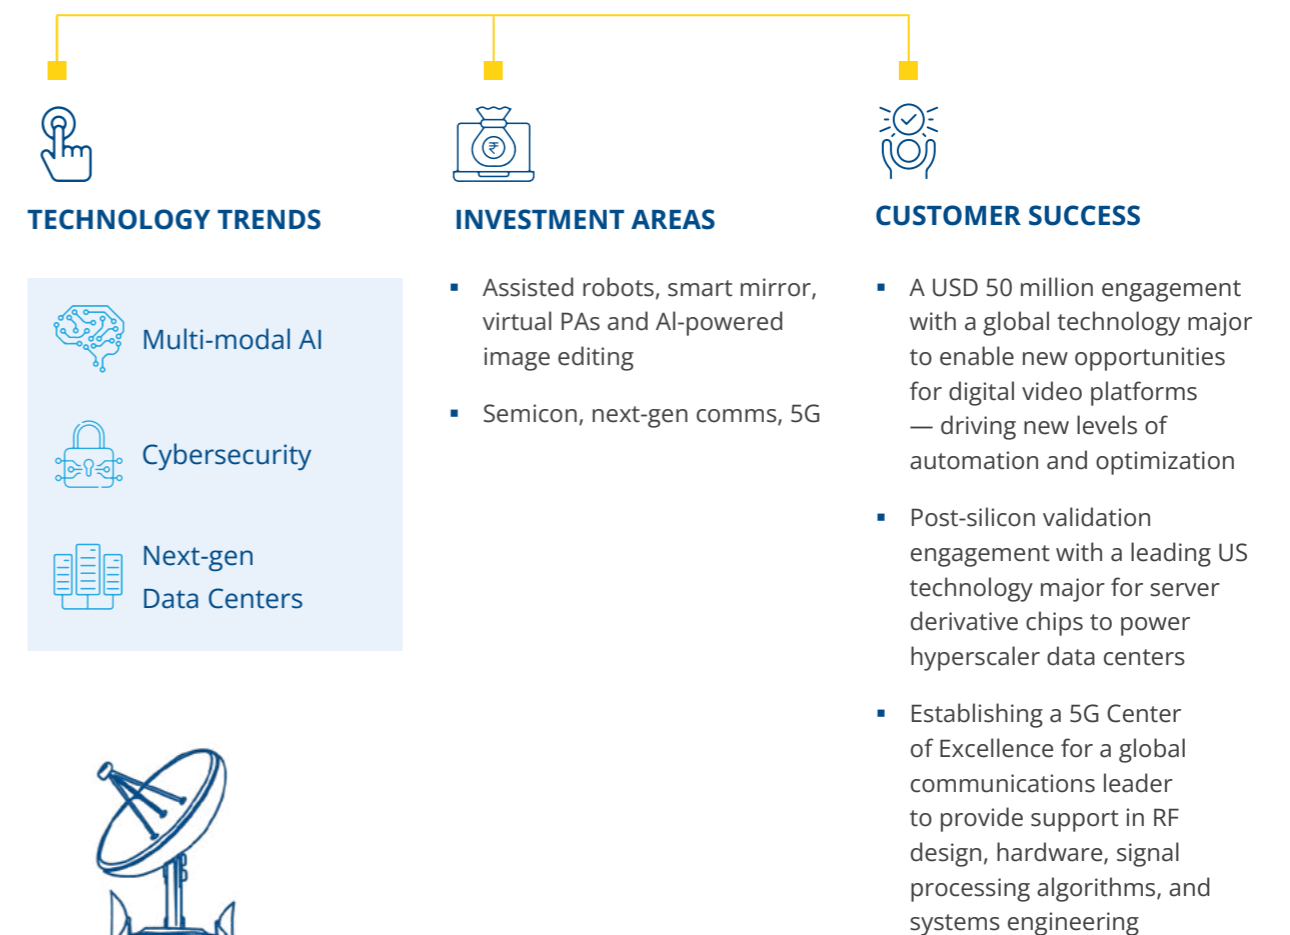 TECHNOLOGY TRENDS
Multi-modal AI
Cybersecurity
Next-gen
Data Centers
INVESTMENT AREAS
▪ Assisted robots, smart mirror,
virtual PAs and AI-powered
image editing
▪ Semicon, next-gen comms, 5G
CUSTOMER SUCCESS
▪ A USD 50 million engagement
with a global technology major
to enable new opportunities
for digital video platforms
— driving new levels of
automation and optimization
▪ Post-silicon validation
engagement with a leading US
technology major for server
derivative chips to power
hyperscaler data centers
▪ Establishing a 5G Center
of Excellence for a global
communications leader
to provide support in RF
design, hardware, signal
processing algorithms, and
systems engineering